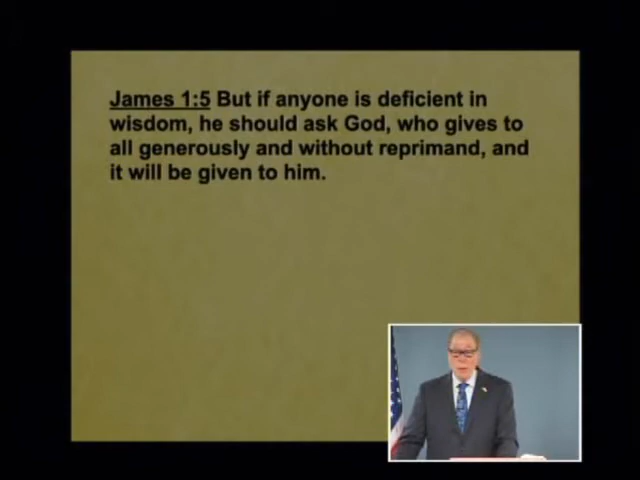 James 1:5 But if anyone is deficient in
wisdom, he should ask God, who gives to
all generously and without reprimand, and
it will be given to him.